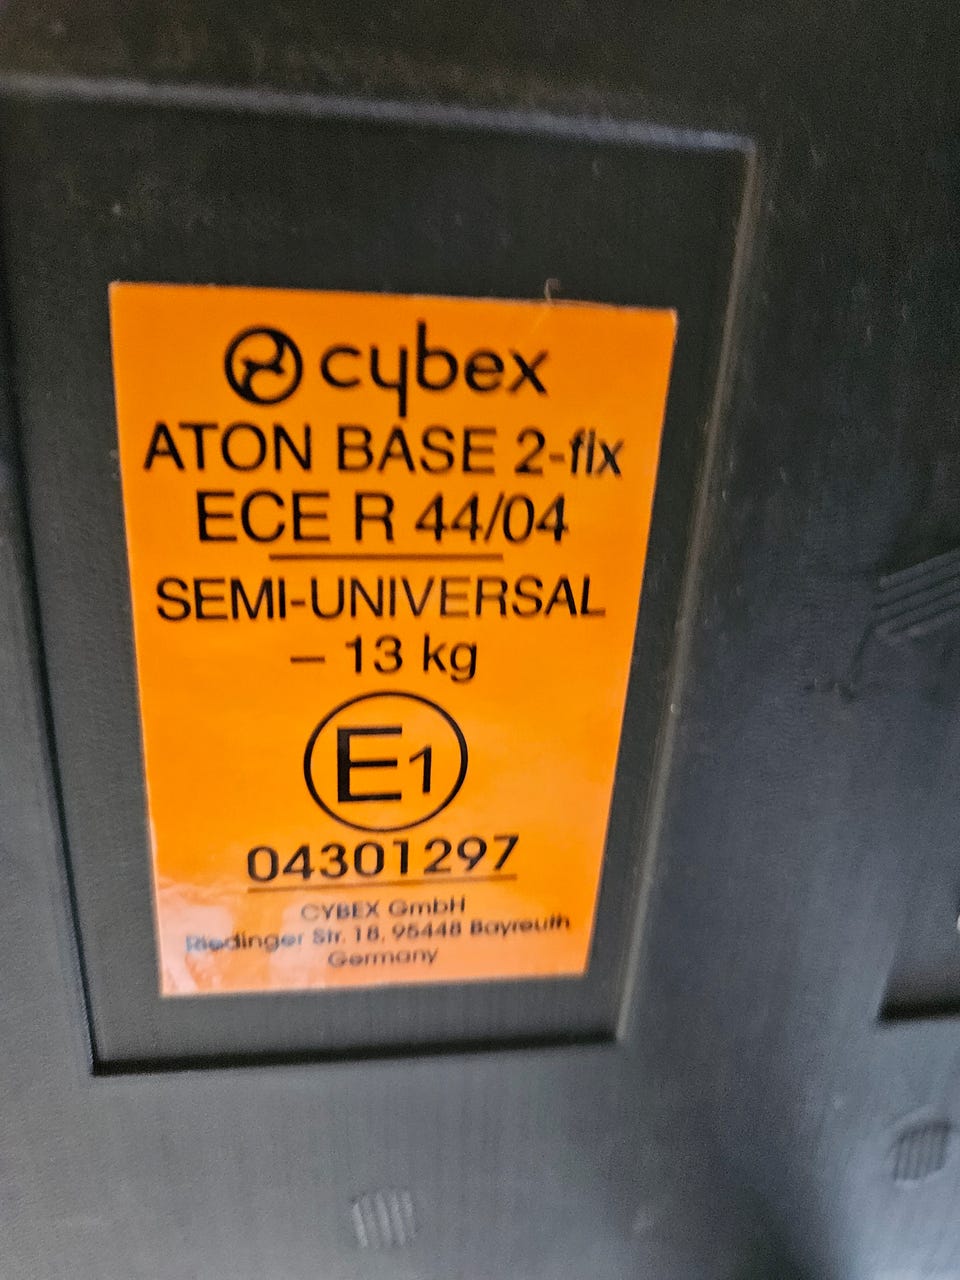 cybex
ATON BASE 2-fix
ECE R 44/04
SEMI-UNIVERSAL
– 13 kg
E1
04301297
CYBEX GmbH
Riedinger Str. 18, 95448 Bayreuth
Germany